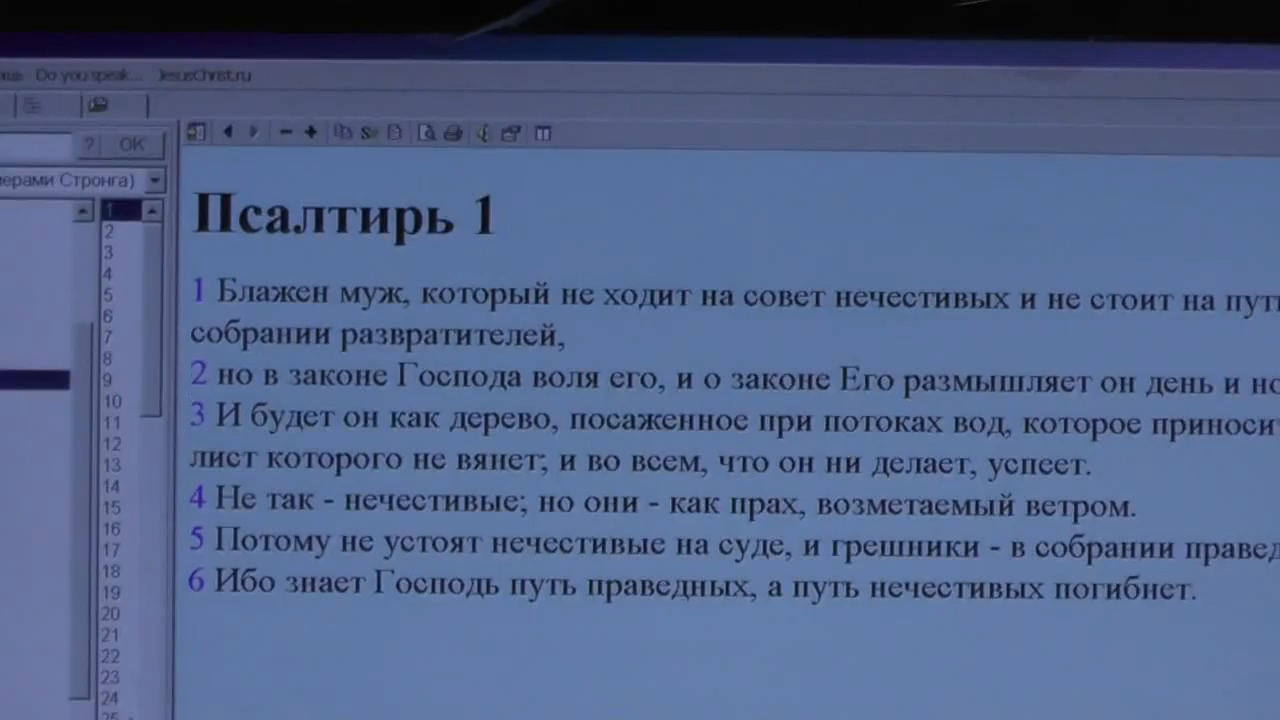 Do you speak... JesusChrist.ru
? OK
Стронга)
Псалтирь 1
1 Блажен муж, который не ходит на совет нечестивых и не стоит на пут
собрании развратителей,
2 но в законе Господа воля его, и о законе Его размышляет он день и но
3 И будет он как дерево, посаженное при потоках вод, которое приноси
лист которого не вянет; и во всем, что он ни делает, успеет.
4 Не так - нечестивые; но они - как прах, возметаемый ветром.
5 Потому не устоят нечестивые на суде, и грешники - в собрании правед
6 Ибо знает Господь путь праведных, а путь нечестивых погибнет.
1
2
3
4
5
6
7
8
9
10
11
12
13
14
15
16
17
18
19
20
21
22
23
24